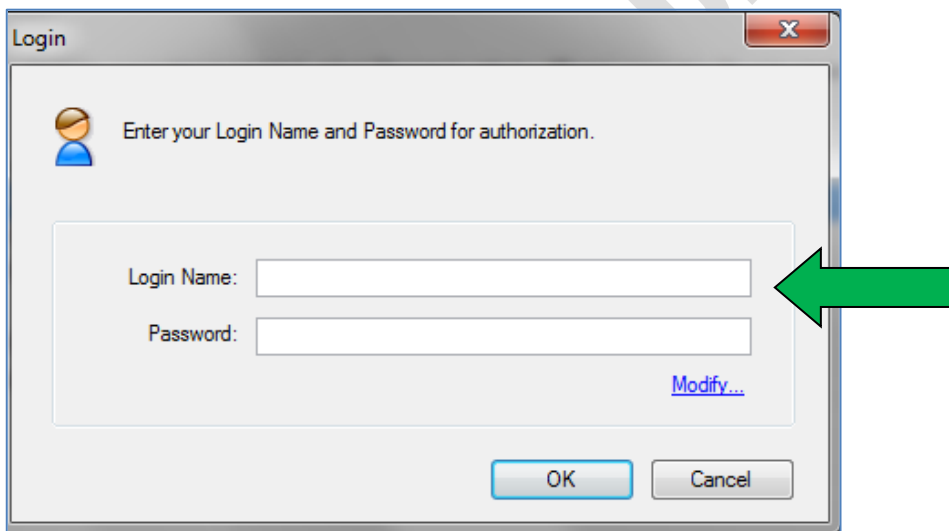 Login
Enter your Login Name and Password for authorization.
Login Name:
Password:
Modify...
OK
Cancel